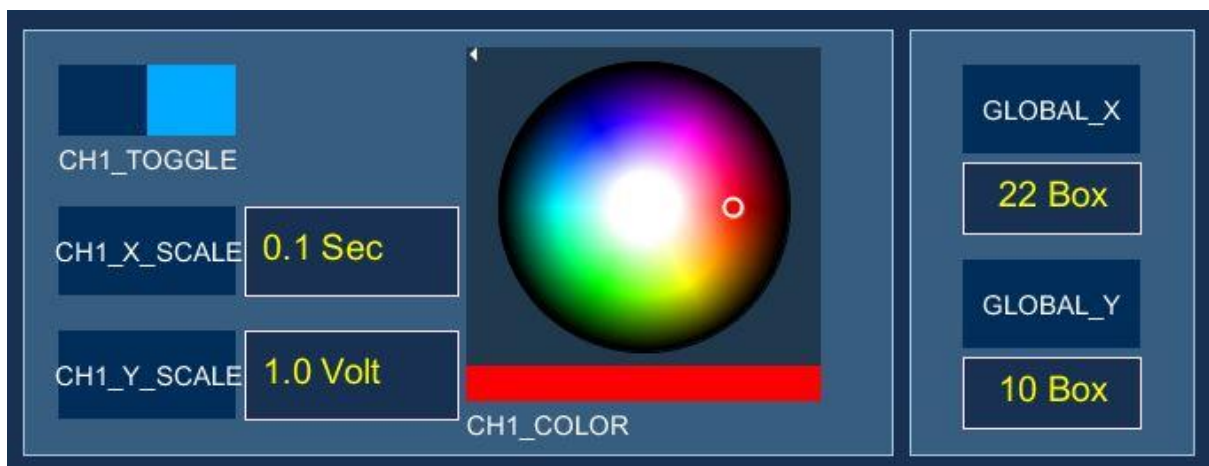 CH1_TOGGLE
CH1_X_SCALE
0.1 Sec
CH1_Y_SCALE
1.0 Volt
CH1_COLOR
GLOBAL_X
22 Box
GLOBAL_Y
10 Box